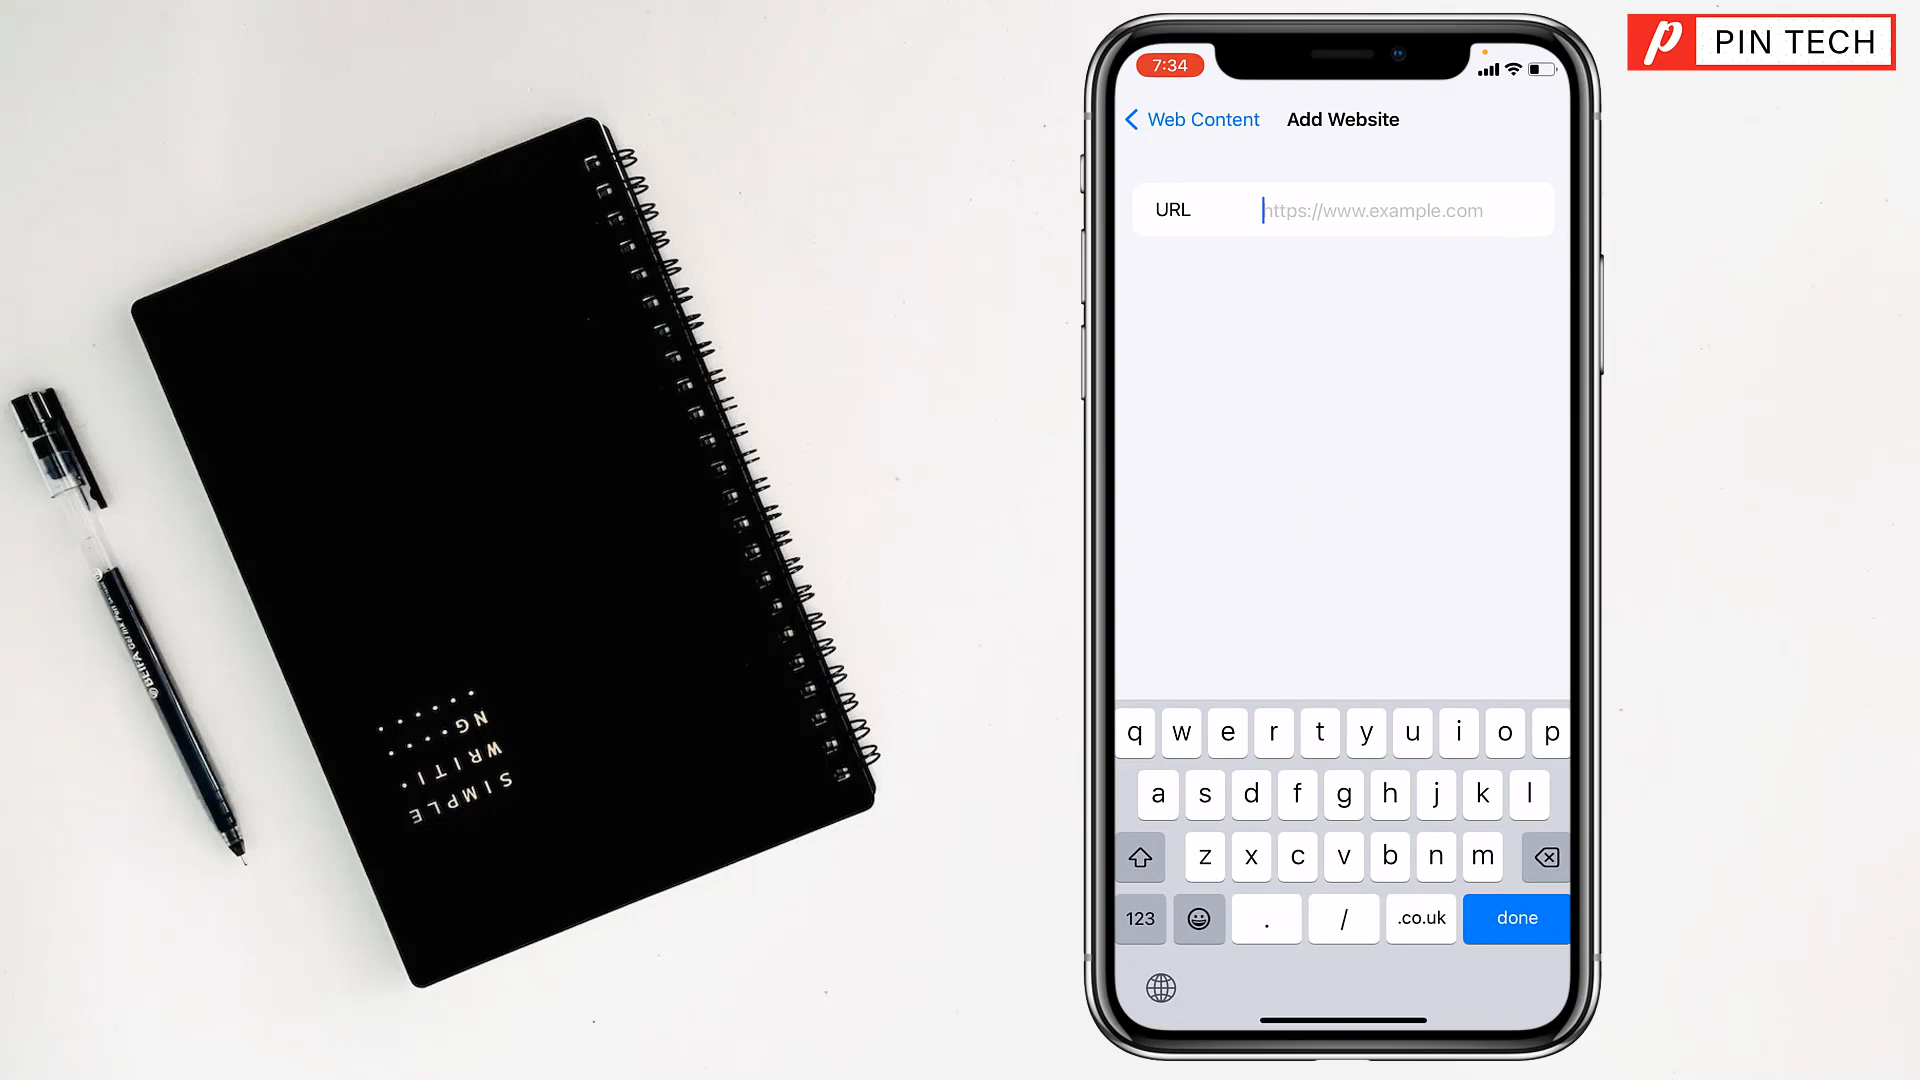 PIN TECH
7:34
Web Content
Add Website
URL
https://www.example.com
q w e r t y u i o p
a s d f g h j k l
z x c v b n m
123
.
/
.co.uk
done
SIMPLE
WRITI
NG